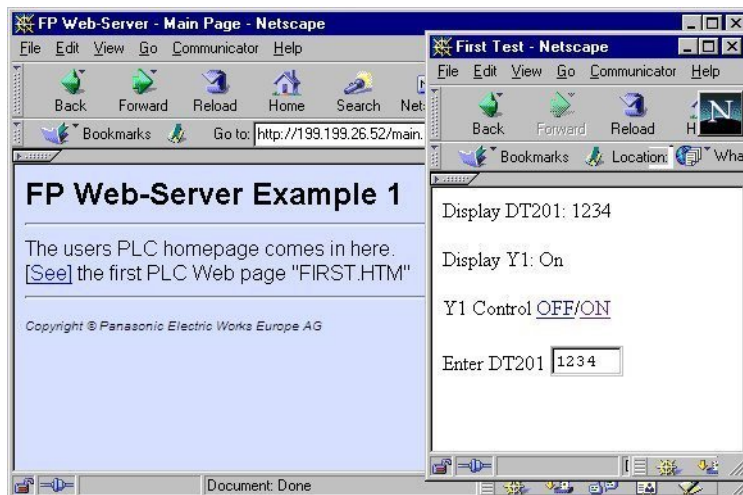 FP Web-Server - Main Page - Netscape
File Edit View Go Communicator Help
Back Forward Reload Home Search
Bookmarks Go to: http://199.199.26.52/main.
FP Web-Server Example 1
The users PLC homepage comes in here.
[See] the first PLC Web page "FIRST.HTM"
Copyright © Panasonic Electric Works Europe AG
Document: Done
First Test - Netscape
File Edit View Go Communicator Help
Back Forward Reload H N
Bookmarks Location: Wha
Display DT201: 1234
Display Y1: On
Y1 Control OFF/ON
Enter DT201 1234